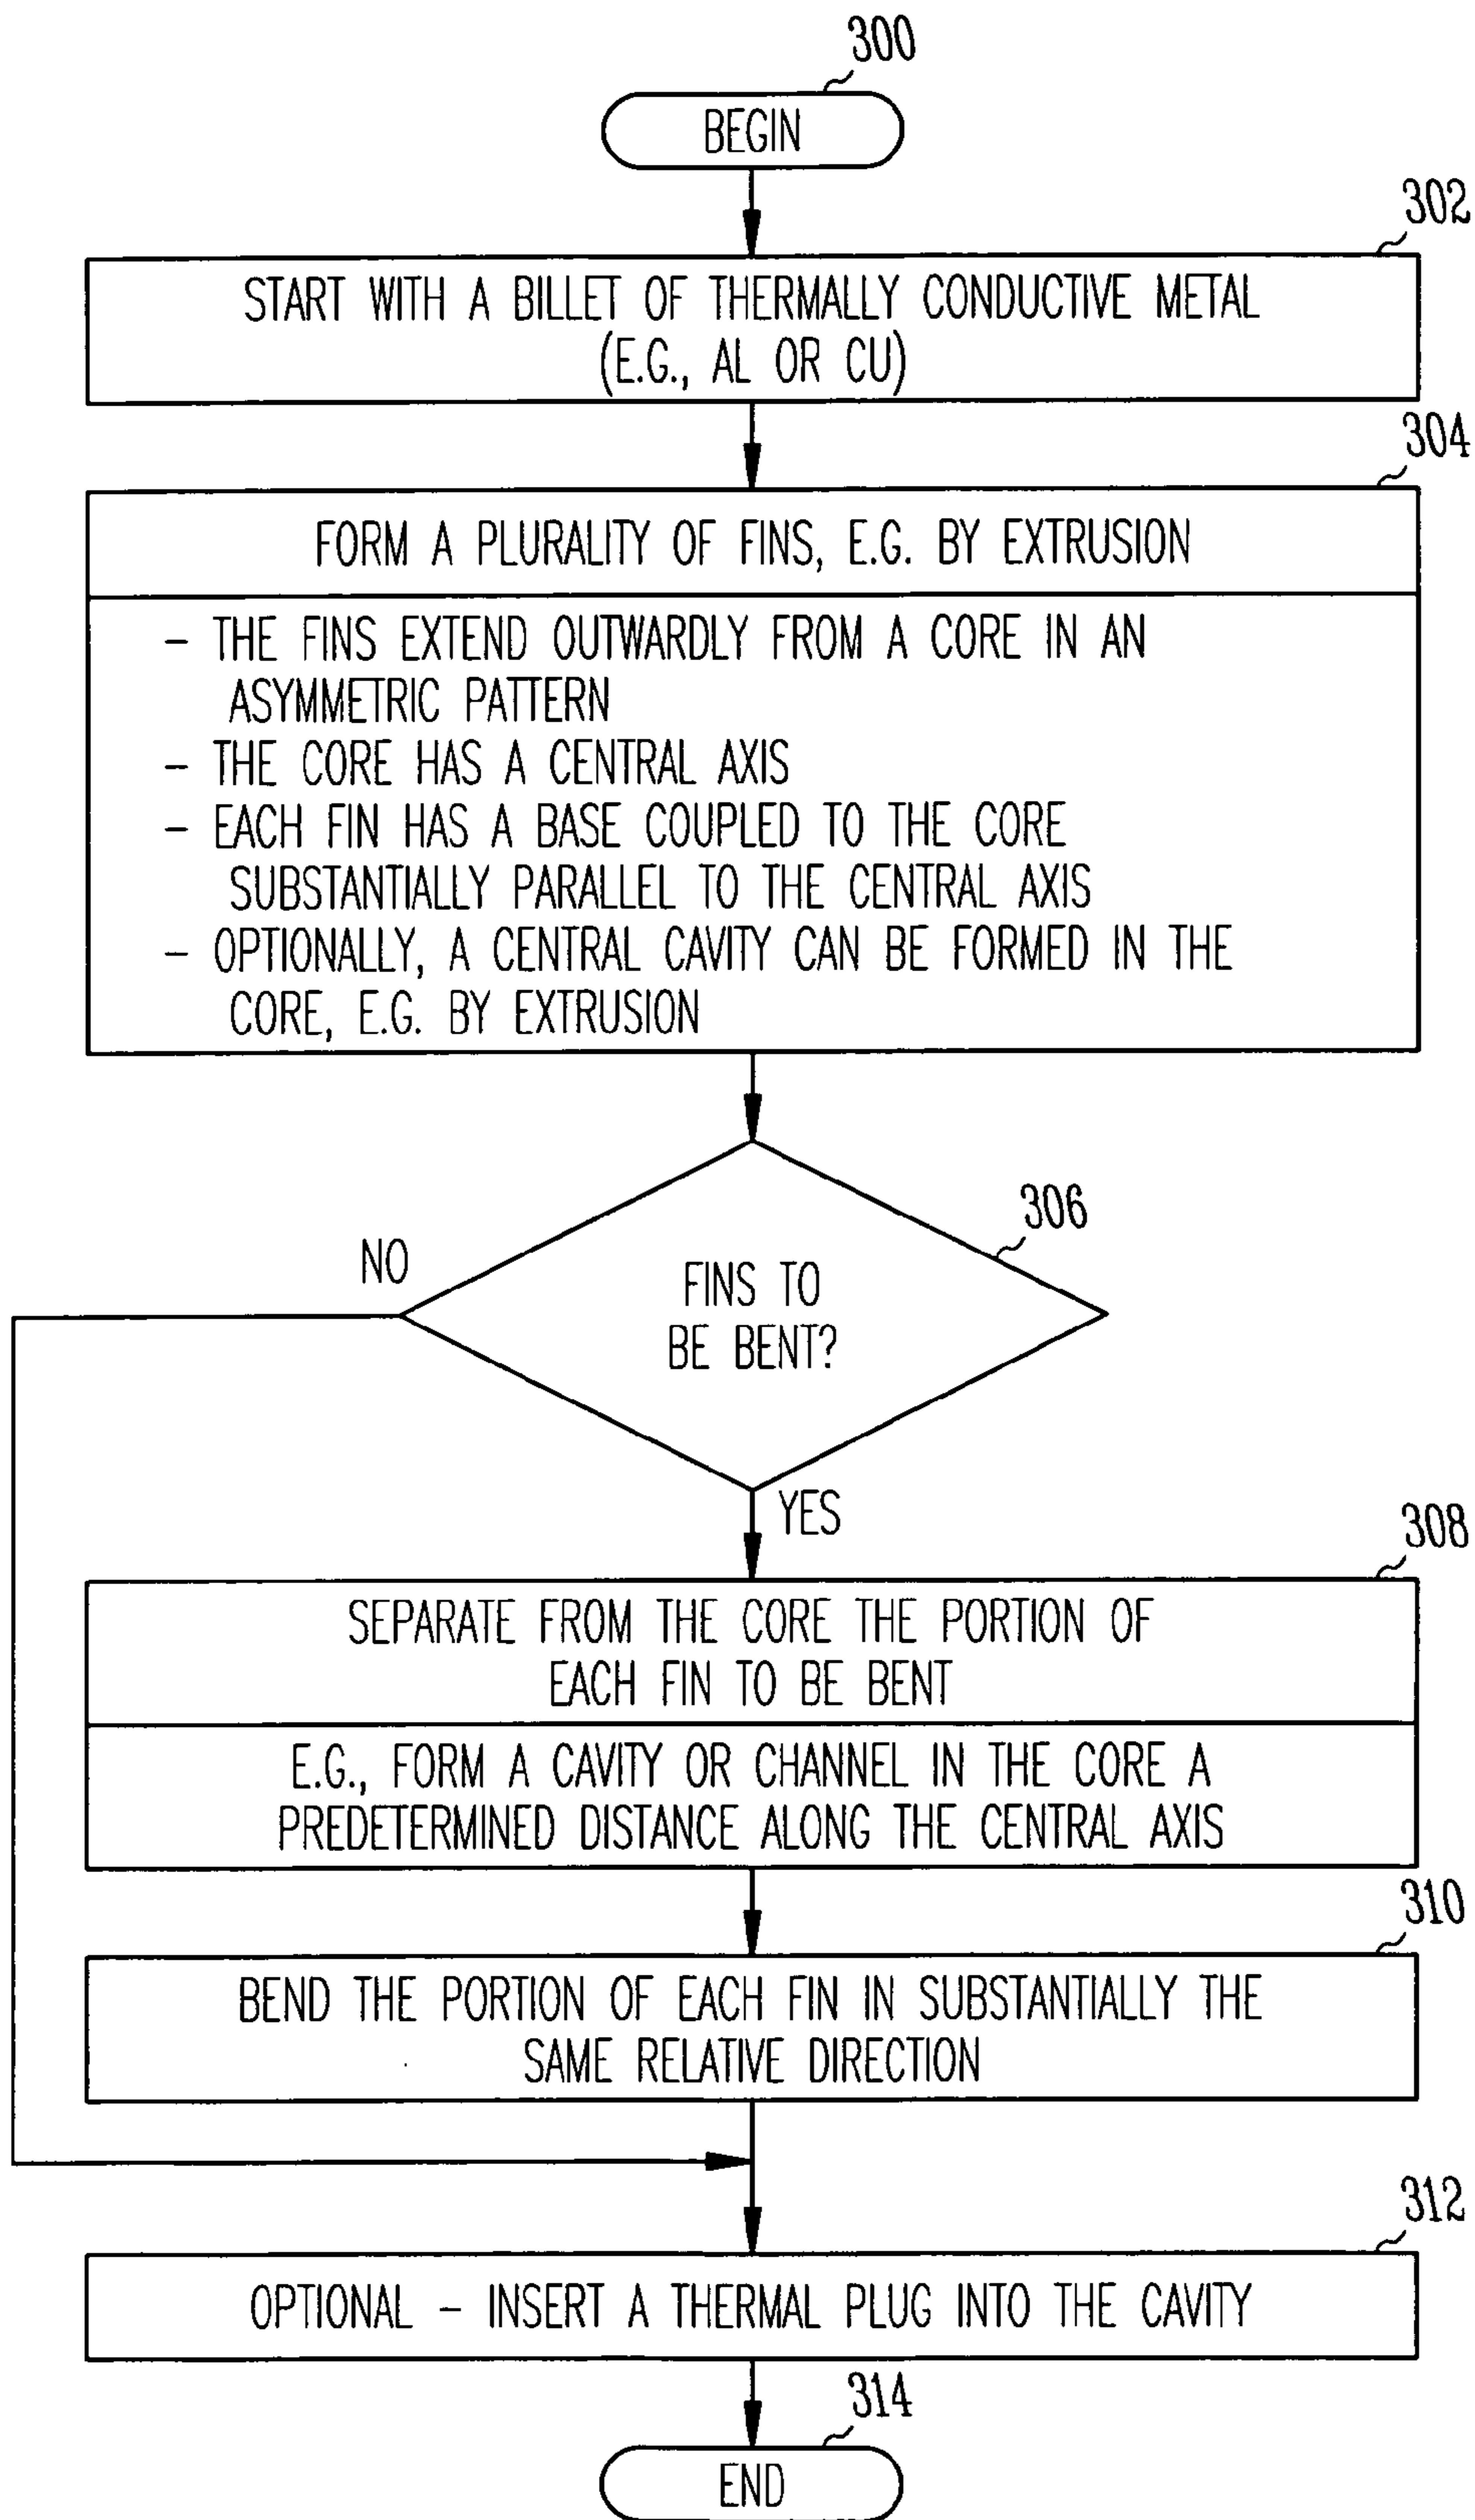 300
BEGIN
302
START WITH A BILLET OF THERMALLY CONDUCTIVE METAL
(E.G., AL OR CU)
304
FORM A PLURALITY OF FINS, E.G. BY EXTRUSION
- THE FINS EXTEND OUTWARDLY FROM A CORE IN AN
ASYMMETRIC PATTERN
- THE CORE HAS A CENTRAL AXIS
- EACH FIN HAS A BASE COUPLED TO THE CORE
SUBSTANTIALLY PARALLEL TO THE CENTRAL AXIS
- OPTIONALLY, A CENTRAL CAVITY CAN BE FORMED IN THE
CORE, E.G. BY EXTRUSION
306
NO
FINS TO
BE BENT?
YES
308
SEPARATE FROM THE CORE THE PORTION OF
EACH FIN TO BE BENT
E.G., FORM A CAVITY OR CHANNEL IN THE CORE A
PREDETERMINED DISTANCE ALONG THE CENTRAL AXIS
310
BEND THE PORTION OF EACH FIN IN SUBSTANTIALLY THE
SAME RELATIVE DIRECTION
312
OPTIONAL - INSERT A THERMAL PLUG INTO THE CAVITY
314
END